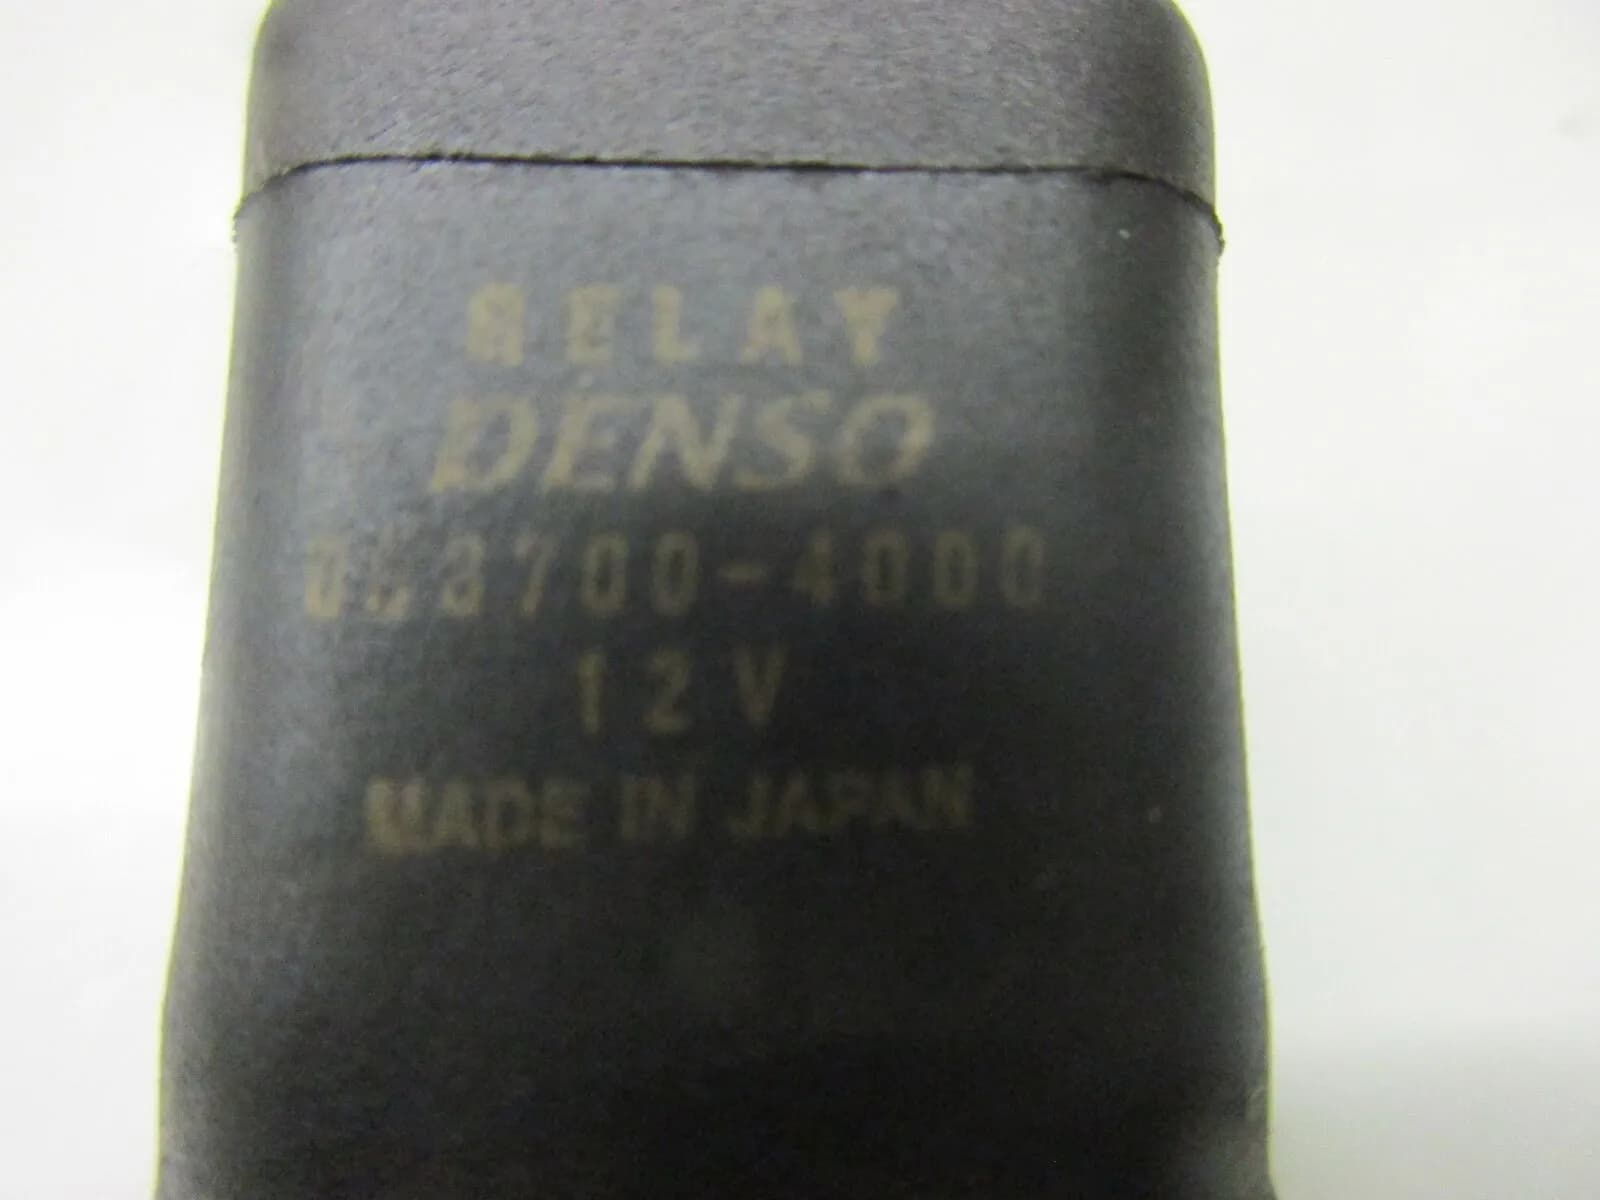 RELAY
DENSO
12V
MADE IN JAPAN